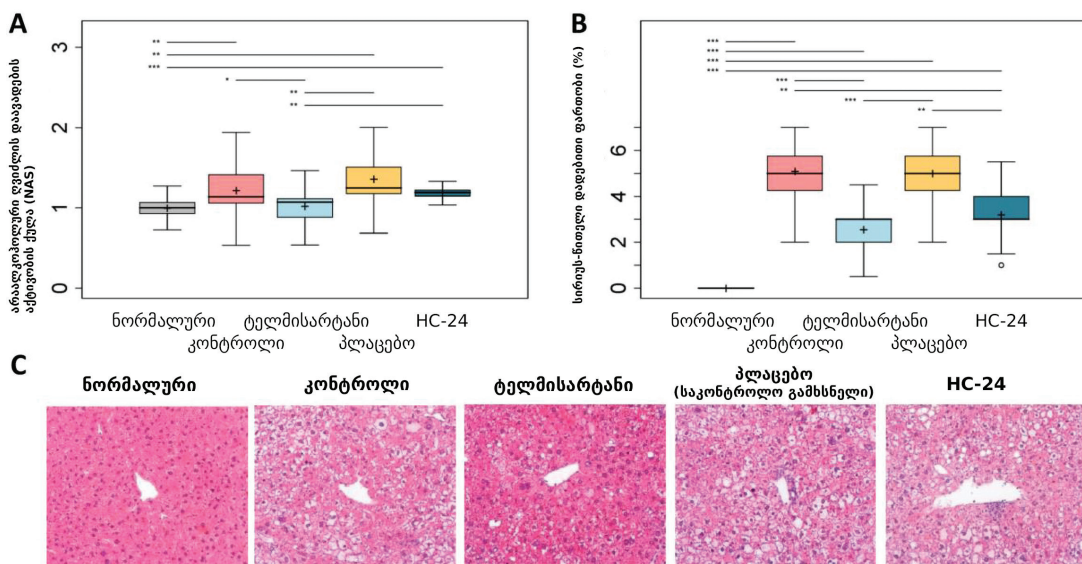 A
არაალკოჰოლური ღვიძლის დაავადების
აქტივობის ქულა (NAS)
3
2
1
0
**
**
***
*
**
**
ნორმალური
კონტროლი
ტელმისარტანი
პლაცებო
HC-24
B
სირიუს-წითელი დადებითი ფართობი (%)
6
4
2
0
***
***
***
***
***
**
***
**
ნორმალური
კონტროლი
ტელმისარტანი
პლაცებო
HC-24
C
ნორმალური
კონტროლი
ტელმისარტანი
პლაცებო
(საკონტროლო გამხსნელი)
HC-24